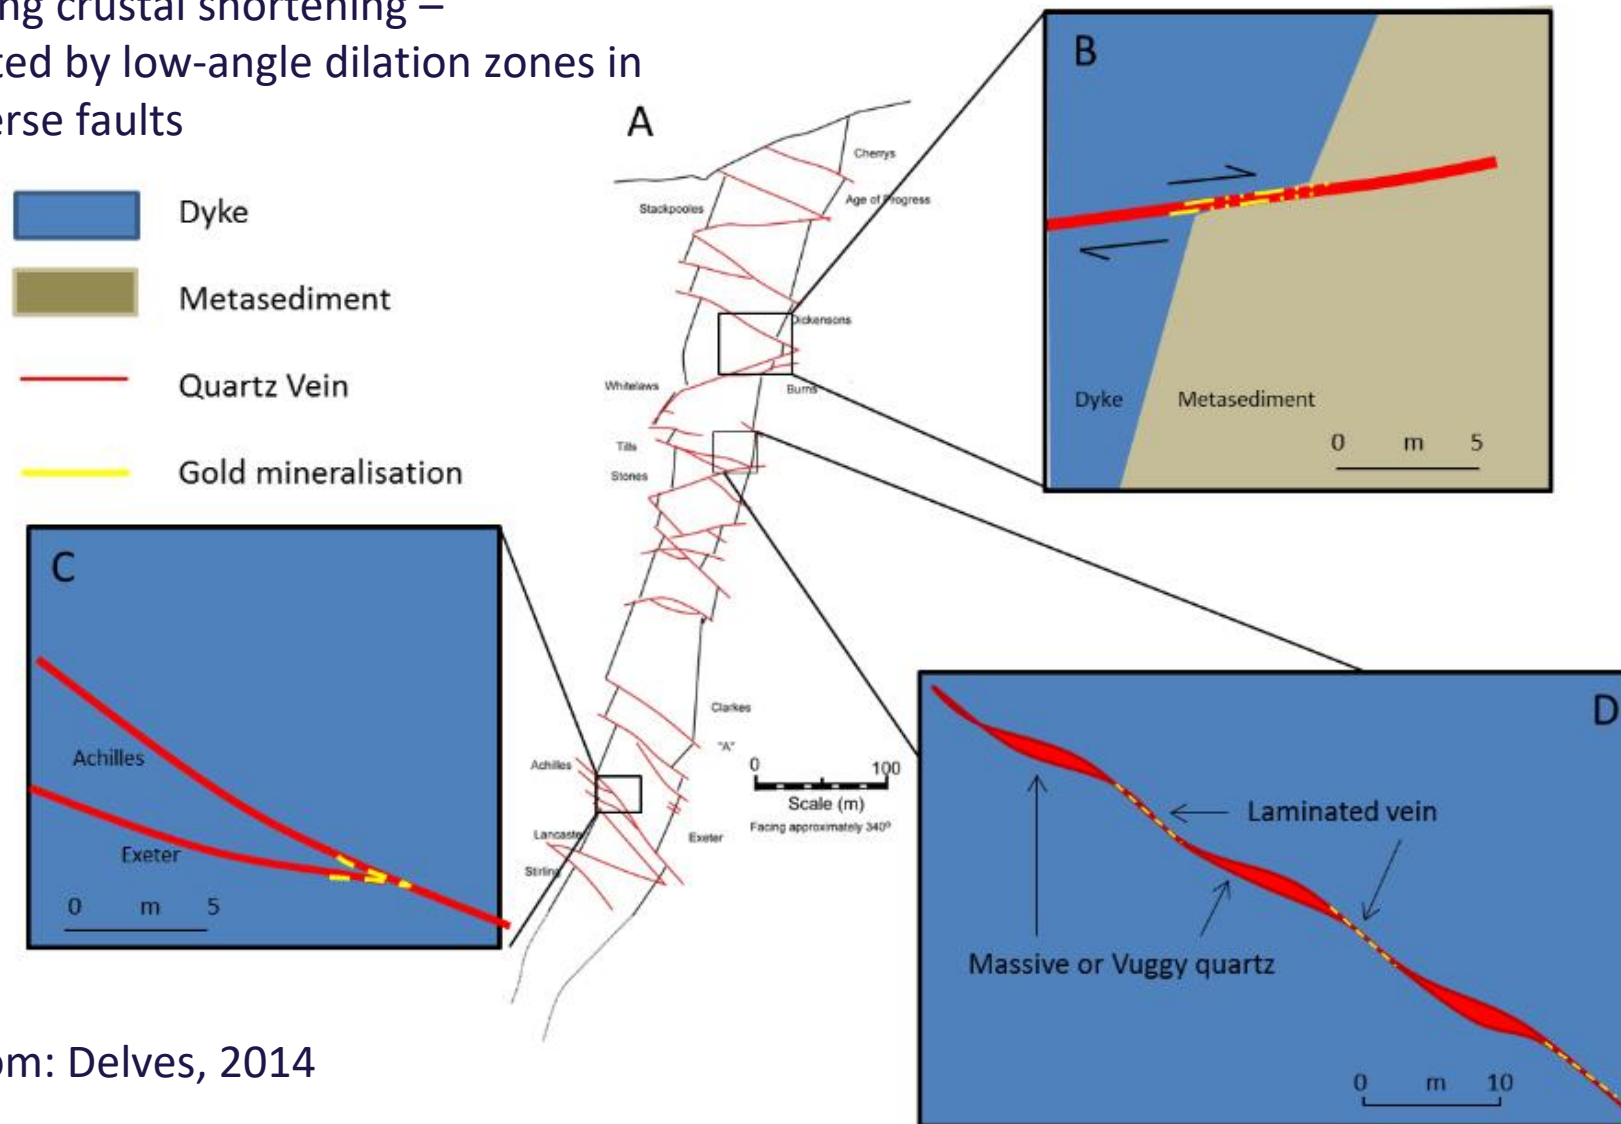 ng crustal shortening –
ted by low-angle dilation zones in
erse faults
Dyke
Metasediment
Quartz Vein
Gold mineralisation
A
Cherrys
Age of Progress
Stackpooles
Dickensons
Whitelaws
Burns
Tills
Stones
Clarkes
"A"
Achilles
0 100
Scale (m)
Facing approximately 340º
Lancaster
Exeter
Stirling
B
Dyke
Metasediment
0 m 5
C
Achilles
Exeter
0 m 5
D
Laminated vein
Massive or Vuggy quartz
0 m 10
om: Delves, 2014